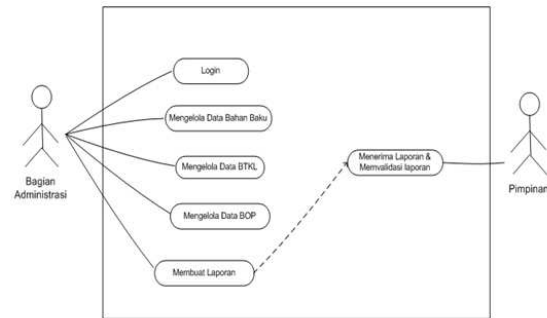 Login
Mengelola Data Bahan Baku
Mengelola Data BTKL
Mengelola Data BOP
Membuat Laporan
Bagian
Administrasi
Menerima Laporan &
Memvalidasi laporan
Pimpinan